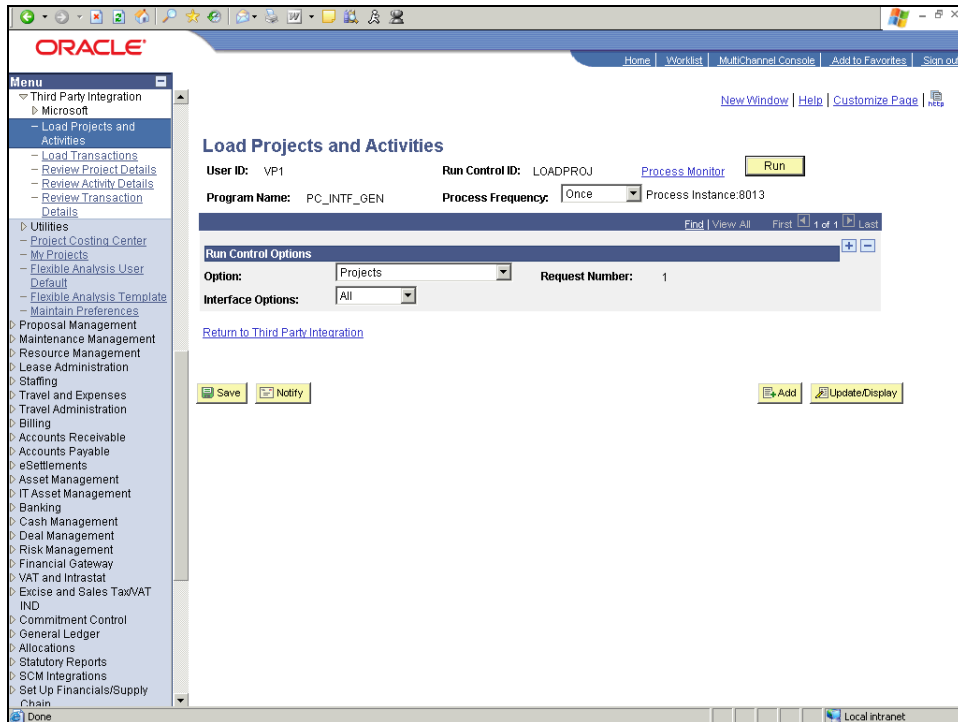 ORACLE'
Home | Worklist | MultiChannel Console | Add to Favorites | Sign out
Menu
Third Party Integration
Microsoft
– Load Projects and
Activities
– Load Transactions
– Review Project Details
– Review Activity Details
– Review Transaction
Details
Utilities
– Project Costing Center
– My Projects
– Flexible Analysis User
Default
– Flexible Analysis Template
– Maintain Preferences
Proposal Management
Maintenance Management
Resource Management
Lease Administration
Staffing
Travel and Expenses
Travel Administration
Billing
Accounts Receivable
Accounts Payable
eSettlements
Asset Management
IT Asset Management
Banking
Cash Management
Deal Management
Risk Management
Financial Gateway
VAT and Intrastat
Excise and Sales Tax/VAT
IND
Commitment Control
General Ledger
Allocations
Statutory Reports
SCM Integrations
Set Up Financials/Supply
Chain
New Window | Help | Customize Page | http
Load Projects and Activities
User ID: VP1 Run Control ID: LOADPROJ Process Monitor Run
Program Name: PC_INTF_GEN Process Frequency: Once Process Instance:8013
Find | View All First 1 of 1 Last
Run Control Options
Option: Projects Request Number: 1
Interface Options: All
Return to Third Party Integration
Save Notify Add Update/Display
Done Local intranet